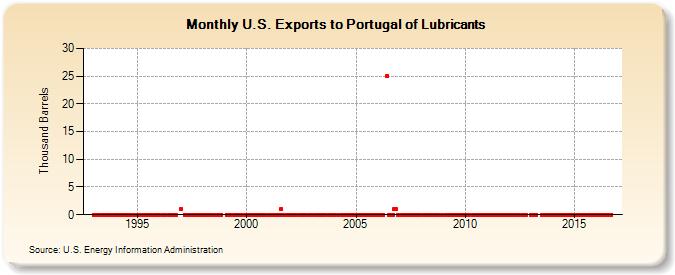 Monthly U.S. Exports to Portugal of Lubricants
Thousand Barrels
30
25
20
15
10
5
0
1995 2000 2005 2010 2015
Source: U.S. Energy Information Administration